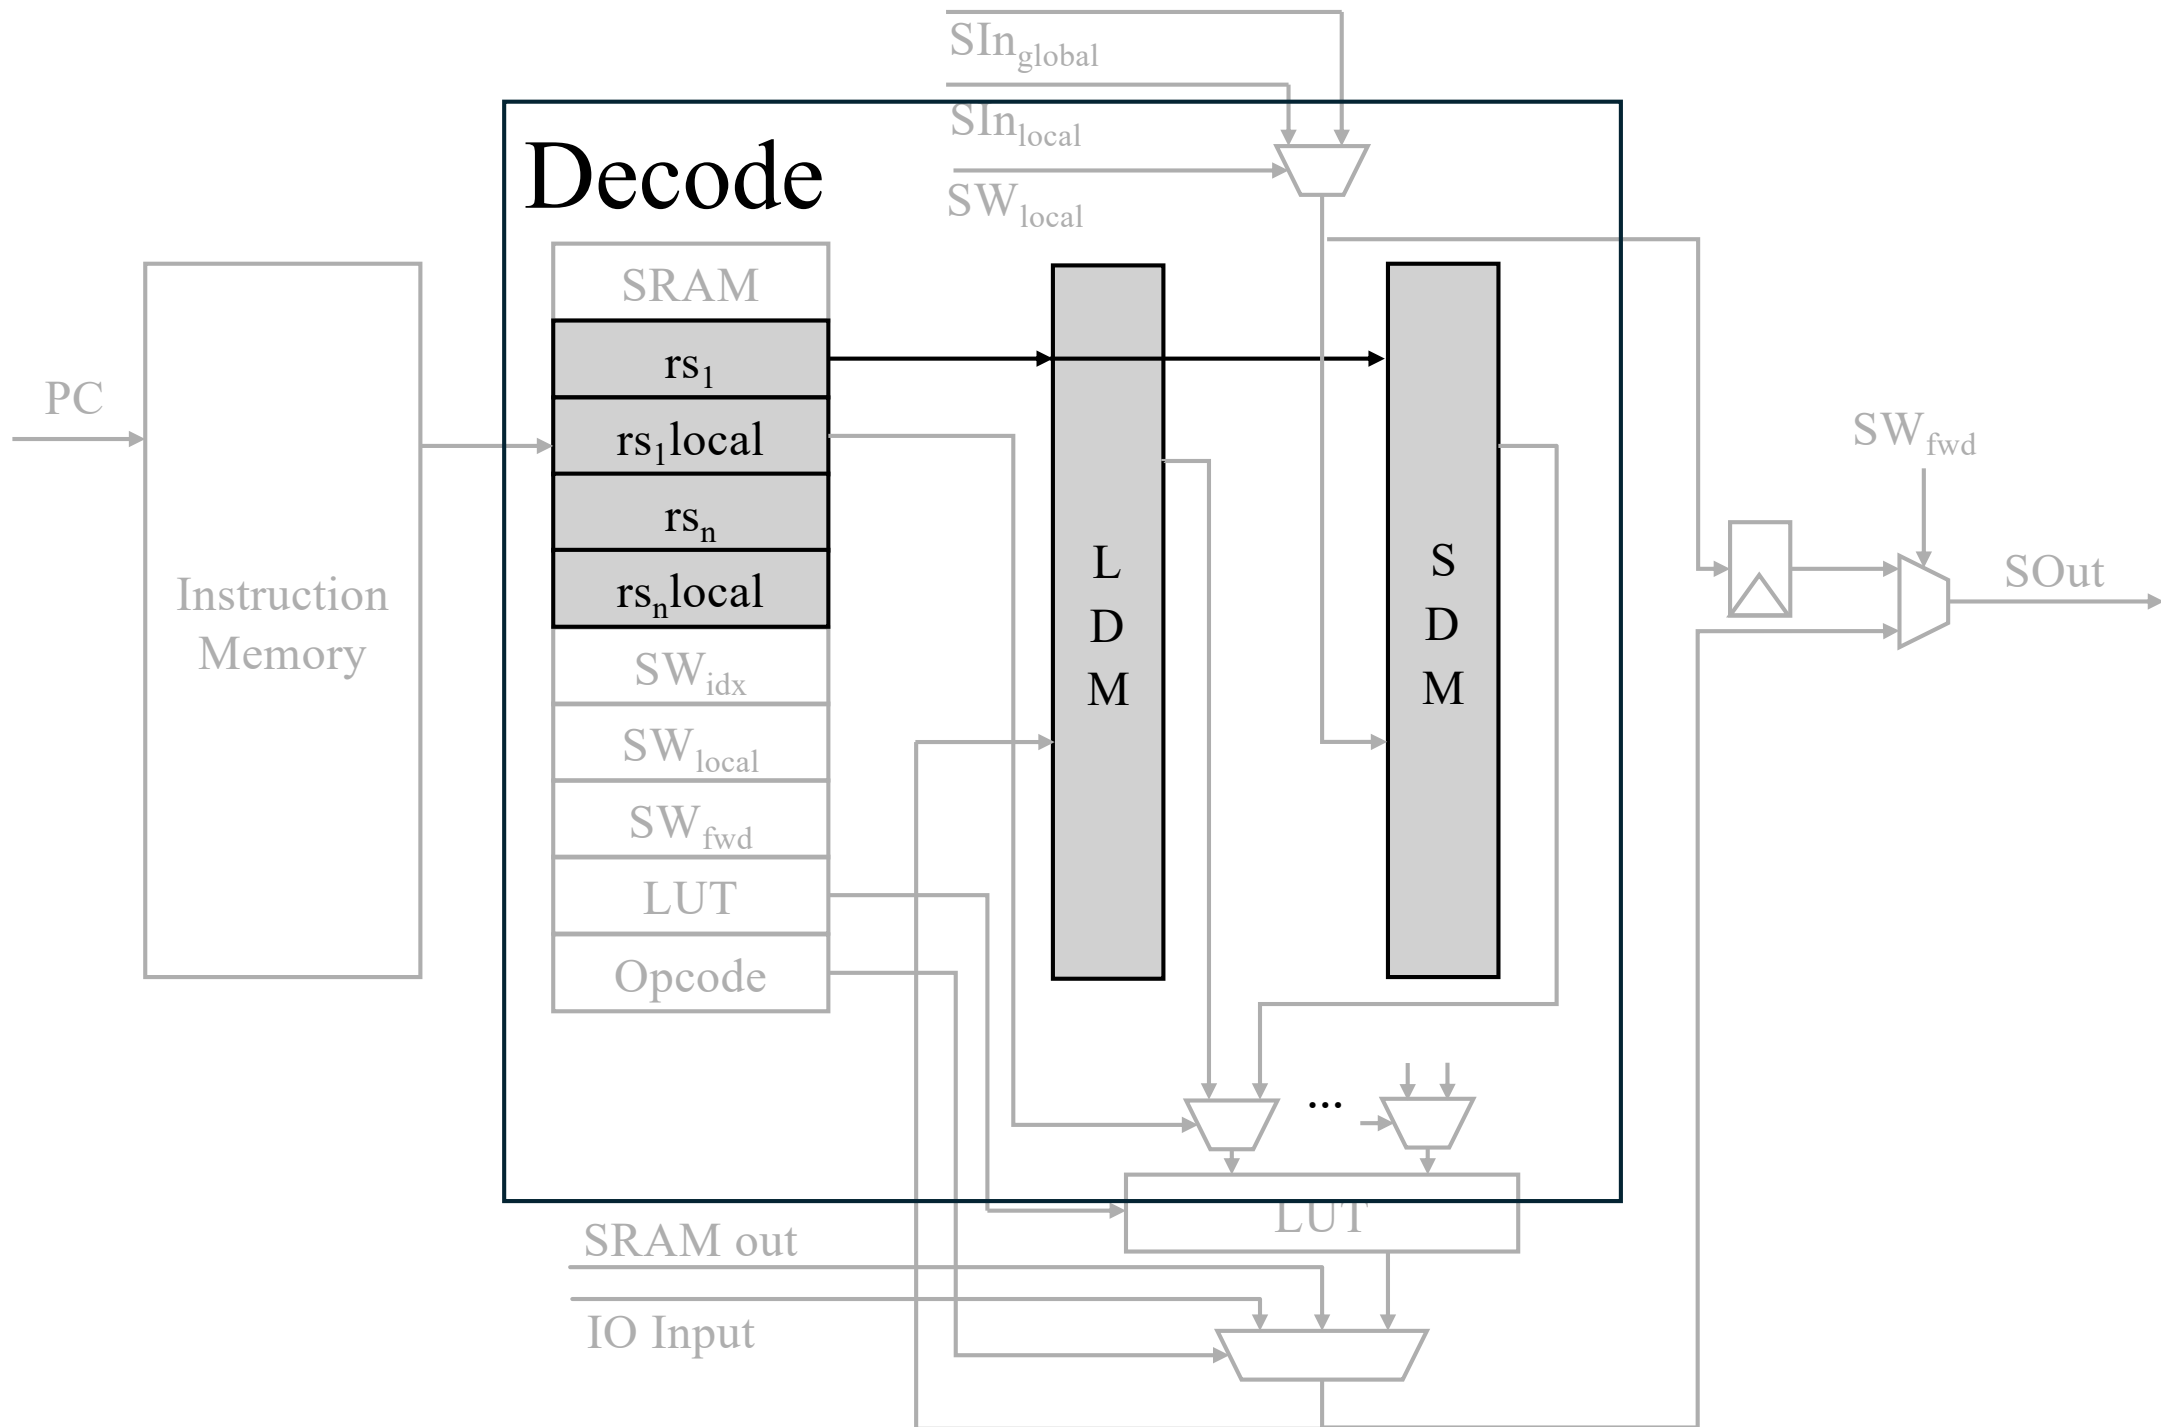 SIn_global
SIn_local
SW_local
Decode
SRAM
rs_1
rs_1local
rs_n
rs_nlocal
SW_idx
SW_local
SW_fwd
LUT
Opcode
PC
Instruction
Memory
L
D
M
S
D
M
SW_fwd
SOut
...
LUT
SRAM out
IO Input